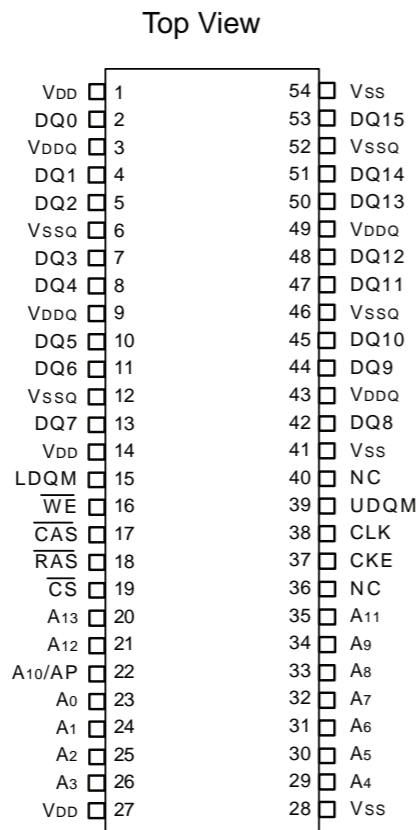 Top View
VDD 1 54 VSS
DQ0 2 53 DQ15
VDDQ 3 52 VSSQ
DQ1 4 51 DQ14
DQ2 5 50 DQ13
VSSQ 6 49 VDDQ
DQ3 7 48 DQ12
DQ4 8 47 DQ11
VDDQ 9 46 VSSQ
DQ5 10 45 DQ10
DQ6 11 44 DQ9
VSSQ 12 43 VDDQ
DQ7 13 42 DQ8
VDD 14 41 VSS
LDQM 15 40 NC
WE 16 39 UDQM
CAS 17 38 CLK
RAS 18 37 CKE
CS 19 36 NC
A13 20 35 A11
A12 21 34 A9
A10/AP 22 33 A8
A0 23 32 A7
A1 24 31 A6
A2 25 30 A5
A3 26 29 A4
VDD 27 28 VSS